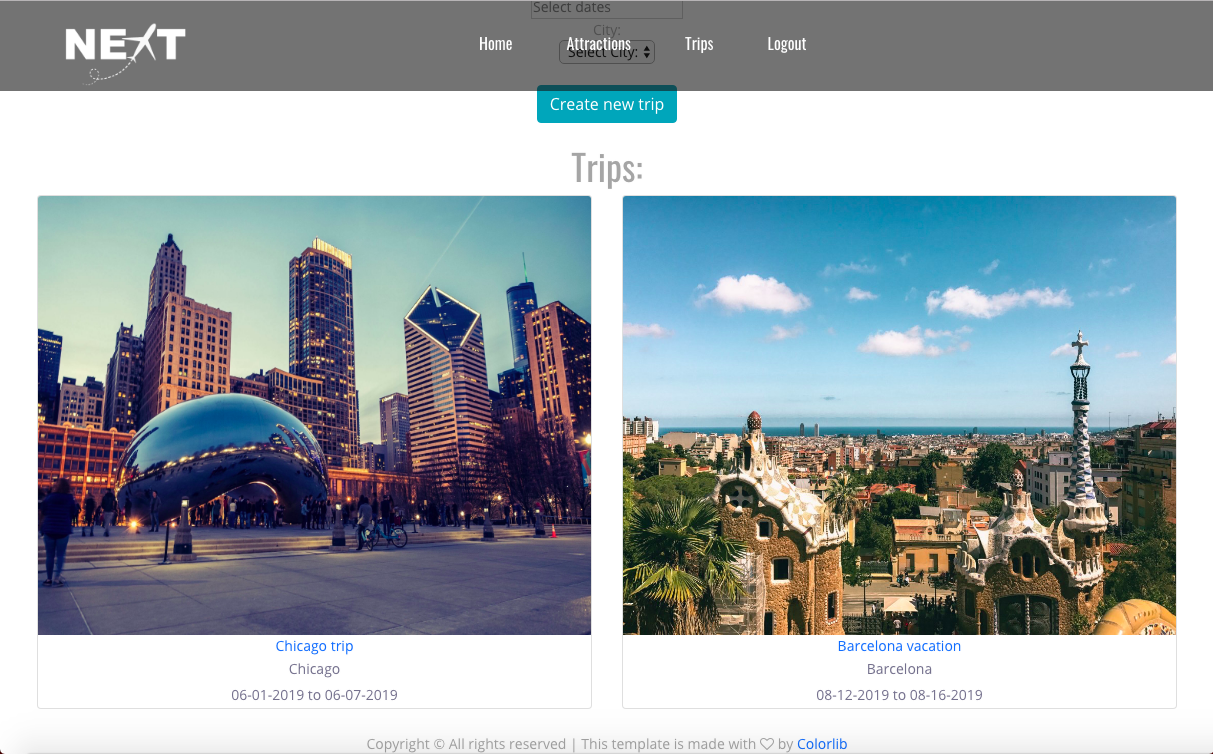 Select dates
City:
NEXT
Home Attractions Trips Logout
Select City:
Create new trip
Trips:
Chicago trip
Chicago
06-01-2019 to 06-07-2019
Barcelona vacation
Barcelona
08-12-2019 to 08-16-2019
Copyright © All rights reserved | This template is made with ♡ by Colorlib